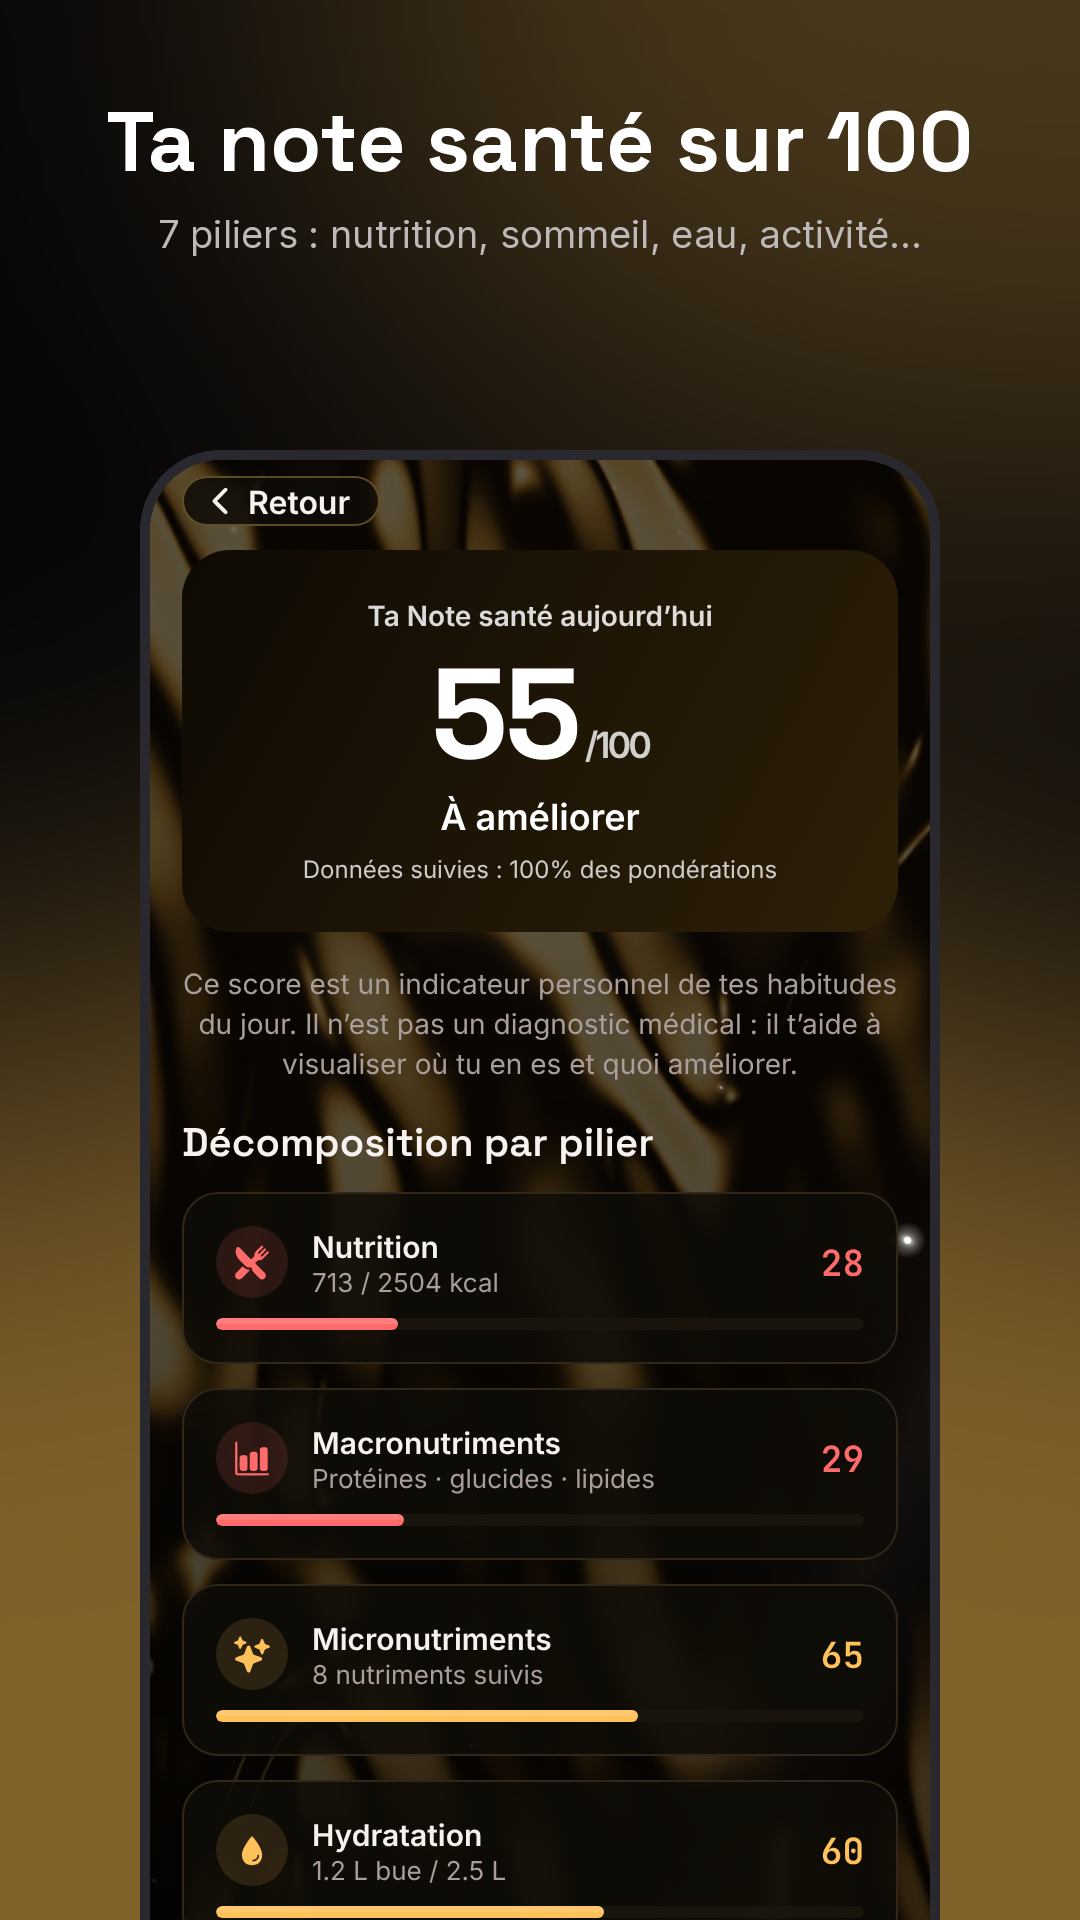 Ta note santé sur 100
7 piliers : nutrition, sommeil, eau, activité...
Retour
Ta Note santé aujourd’hui
55/100
À améliorer
Données suivies : 100% des pondérations
Ce score est un indicateur personnel de tes habitudes
du jour. Il n’est pas un diagnostic médical : il t’aide à
visualiser où tu en es et quoi améliorer.
Décomposition par pilier
Nutrition
713 / 2504 kcal
28
Macronutriments
Protéines · glucides · lipides
29
Micronutriments
8 nutriments suivis
65
Hydratation
1.2 L bue / 2.5 L
60